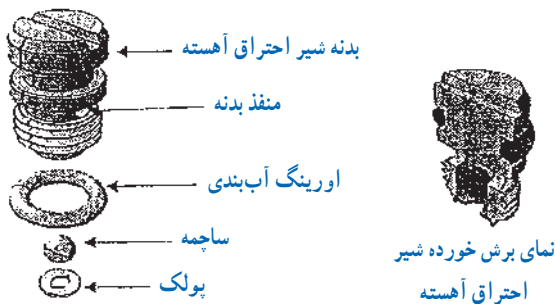 بدنه شیر احتراق آهسته
منفذ بدنه
اورینگ آب‌بندی
ساچمه
پولک
نمای برش خورده شیر
احتراق آهسته